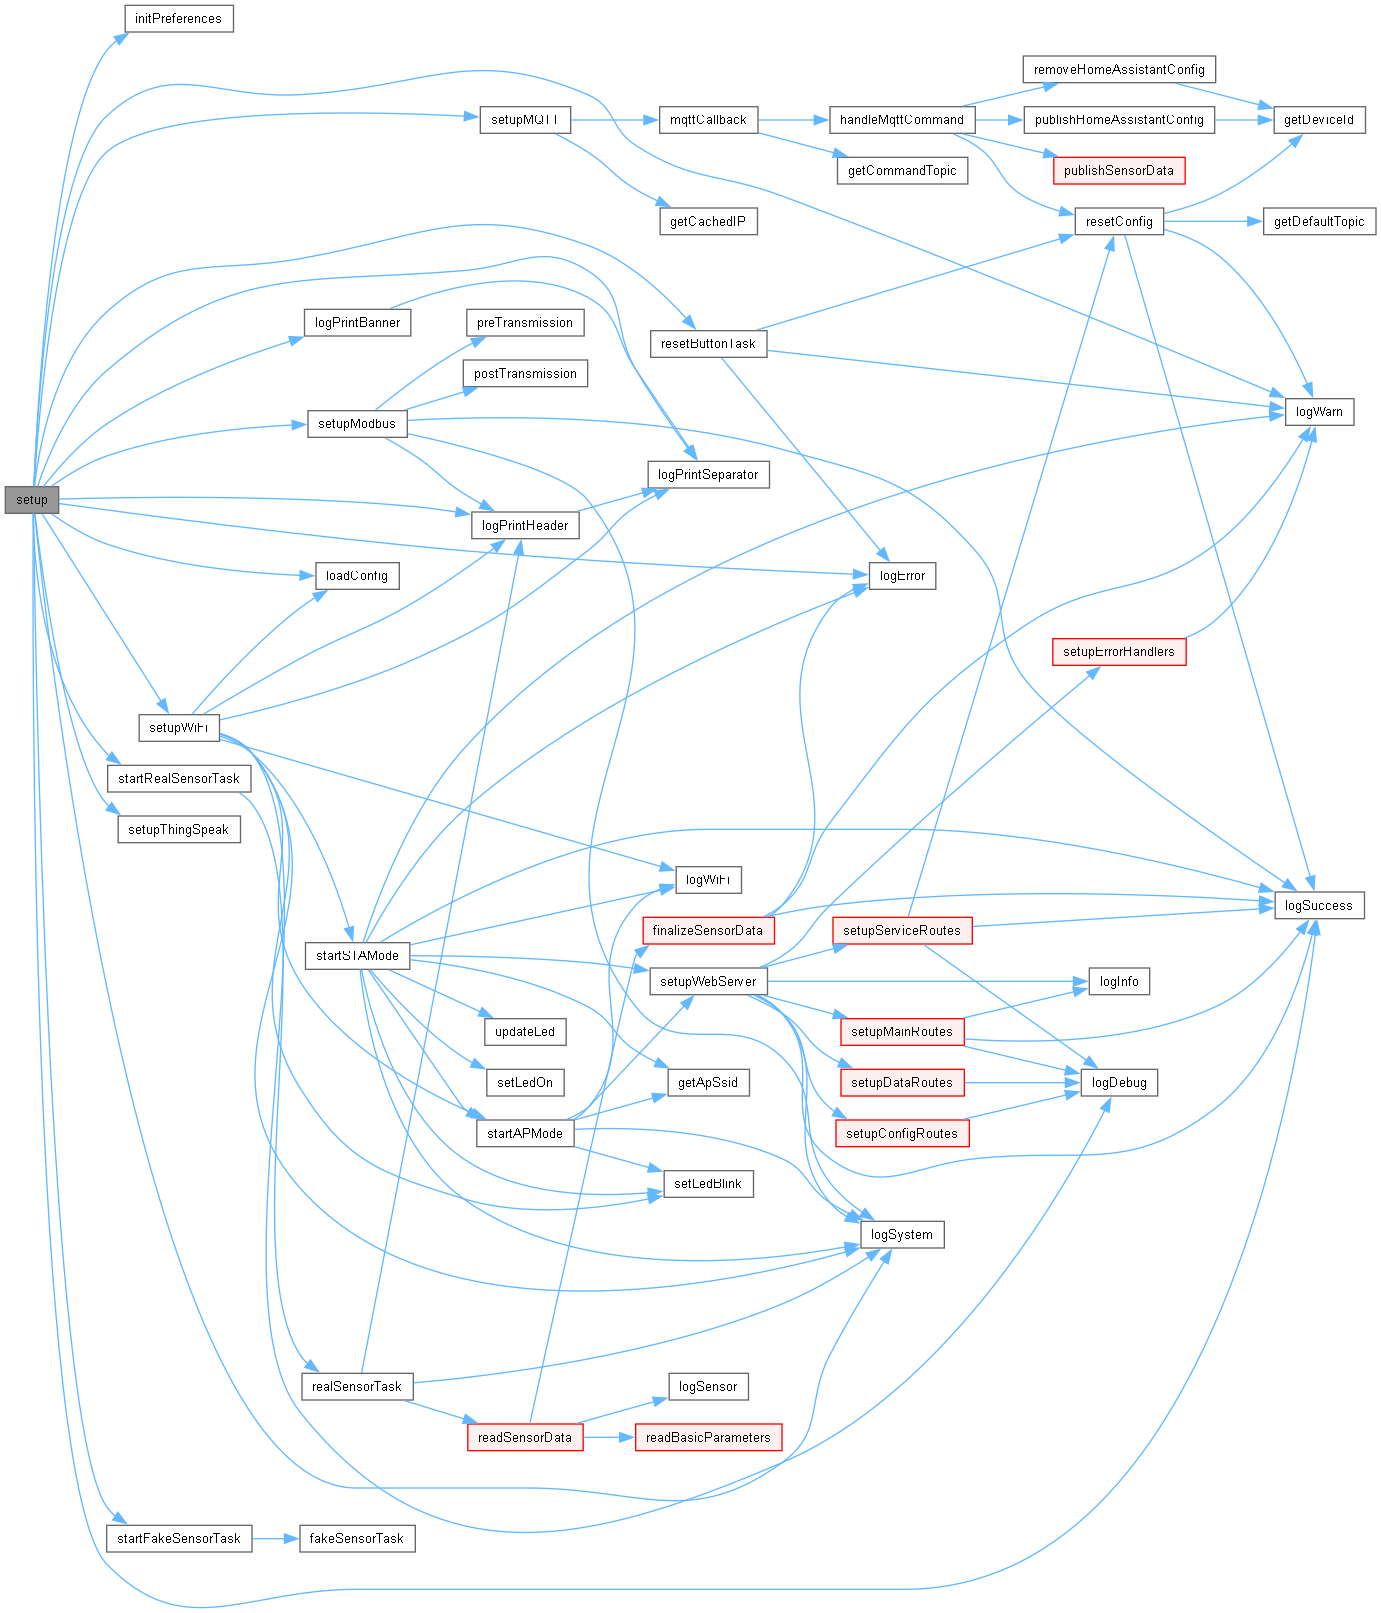 initPreferences
removeHomeAssistantConfig
setupMQTT
mqttCallback
handleMqttCommand
publishHomeAssistantConfig
getDeviceId
getCommandTopic
publishSensorData
getCachedIP
resetConfig
getDefaultTopic
logPrintBanner
preTransmission
resetButtonTask
postTransmission
setupModbus
logWarn
logPrintSeparator
setup
logPrintHeader
loadConfig
logError
setupErrorHandlers
setupWiFi
startRealSensorTask
setupThingSpeak
logWiFi
logSuccess
finalizeSensorData
setupServiceRoutes
startSTAMode
setupWebServer
logInfo
updateLed
setupMainRoutes
setLedOn
getApSsid
setupDataRoutes
logDebug
startAPMode
setupConfigRoutes
setLedBlink
logSystem
realSensorTask
logSensor
readSensorData
readBasicParameters
startFakeSensorTask
fakeSensorTask